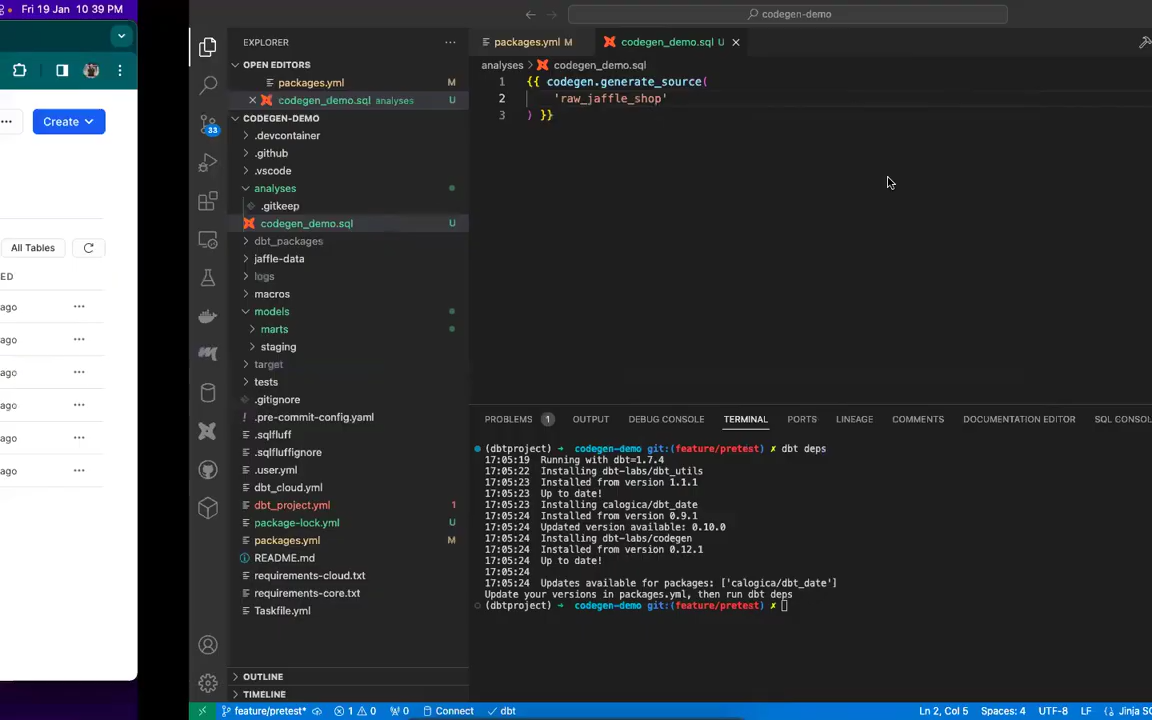 Fri 19 Jan 10 39 PM
Create
All Tables
ED
ago
ago
ago
ago
ago
ago
codegen-demo
EXPLORER
OPEN EDITORS
packages.yml M
codegen_demo.sql analyses U
CODEGEN-DEMO
.devcontainer
.github
.vscode
analyses
.gitkeep
codegen_demo.sql U
dbt_packages
jaffle-data
logs
macros
models
marts
staging
target
tests
.gitignore
.pre-commit-config.yaml
.sqlfluff
.sqlfluffignore
.user.yml
dbt_cloud.yml
dbt_project.yml 1
package-lock.yml U
packages.yml M
README.md
requirements-cloud.txt
requirements-core.txt
Taskfile.yml
OUTLINE
TIMELINE
33
packages.yml M
codegen_demo.sql U
analyses > codegen_demo.sql
1 {{ codegen.generate_source(
2 'raw_jaffle_shop'
3 ) }}
PROBLEMS 1 OUTPUT DEBUG CONSOLE TERMINAL PORTS LINEAGE COMMENTS DOCUMENTATION EDITOR SQL CONSOL
(dbtproject) → codegen-demo git:(feature/pretest) ✗ dbt deps
17:05:19 Running with dbt=1.7.4
17:05:22 Installing dbt-labs/dbt_utils
17:05:23 Installed from version 1.1.1
17:05:23 Up to date!
17:05:23 Installing calogica/dbt_date
17:05:24 Installed from version 0.9.1
17:05:24 Updated version available: 0.10.0
17:05:24 Installing dbt-labs/codegen
17:05:24 Installed from version 0.12.1
17:05:24 Up to date!
17:05:24
17:05:24 Updates available for packages: ['calogica/dbt_date']
Update your versions in packages.yml, then run dbt deps
(dbtproject) → codegen-demo git:(feature/pretest) ✗
feature/pretest* 1 0 0 Connect dbt
Ln 2, Col 5 Spaces: 4 UTF-8 LF Jinja SQ